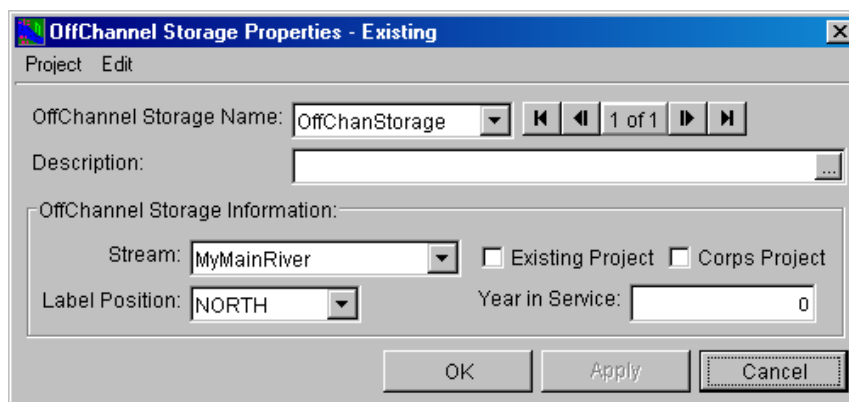 OffChannel Storage Properties - Existing
Project Edit
OffChannel Storage Name: OffChanStorage 1 of 1
Description: ...
OffChannel Storage Information:
Stream: MyMainRiver Existing Project Corps Project
Label Position: NORTH Year in Service: 0
OK Apply Cancel